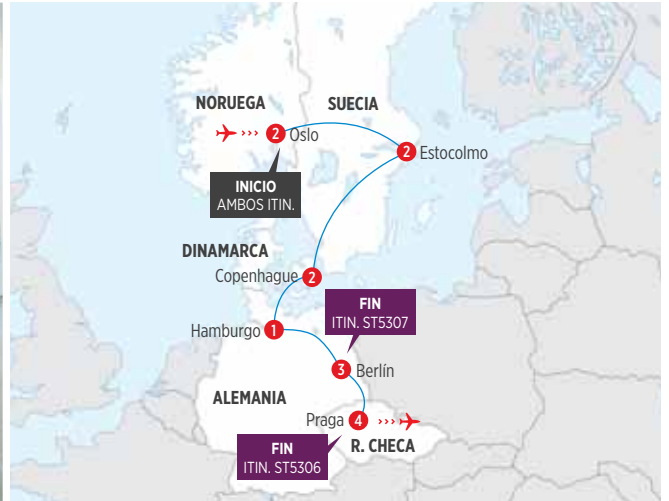 NORUEGA
SUECIA
2 Oslo
2 Estocolmo
INICIO
AMBOS ITIN.
DINAMARCA
Copenhague 2
FIN
ITIN. ST5307
Hamburgo 1
3 Berlín
ALEMANIA
Praga 4
R. CHECA
FIN
ITIN. ST5306